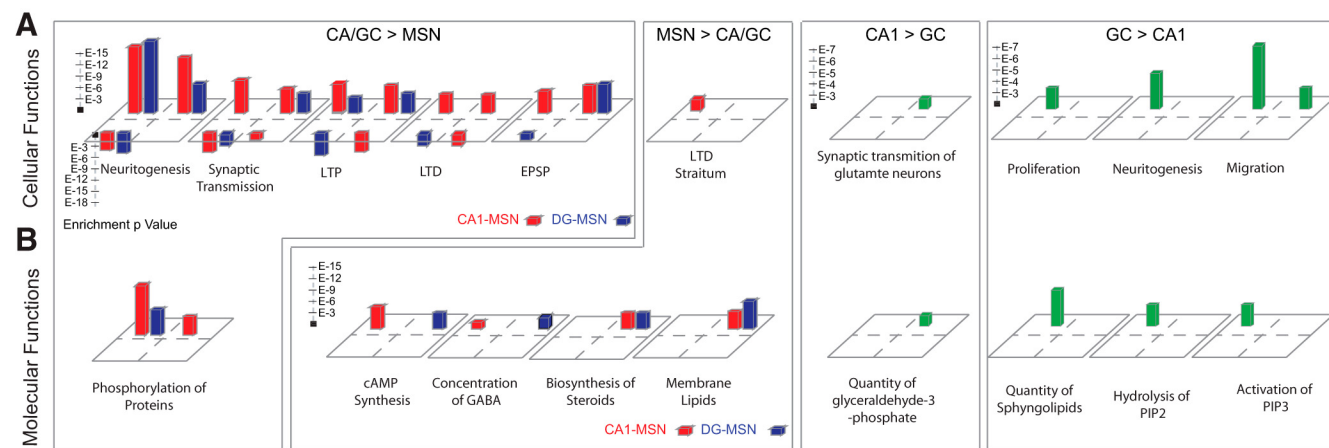 A
Cellular Functions
CA/GC > MSN
E-15
E-12
E-9
E-6
E-3
E-3
E-6
E-9
E-12
E-15
E-18
Enrichment p Value
Neuritogenesis
Synaptic
Transmission
LTP
LTD
EPSP
CA1-MSN
DG-MSN
MSN > CA/GC
LTD
Straitum
CA1 > GC
E-7
E-6
E-5
E-4
E-3
Synaptic transmition of
glutamte neurons
GC > CA1
E-7
E-6
E-5
E-4
E-3
Proliferation
Neuritogenesis
Migration
B
Molecular Functions
Phosphorylation of
Proteins
E-15
E-12
E-9
E-6
E-3
cAMP
Synthesis
Concentration
of GABA
Biosynthesis of
Steroids
Membrane
Lipids
CA1-MSN
DG-MSN
Quantity of
glyceraldehyde-3
-phosphate
Quantity of
Sphyngolipids
Hydrolysis of
PIP2
Activation of
PIP3